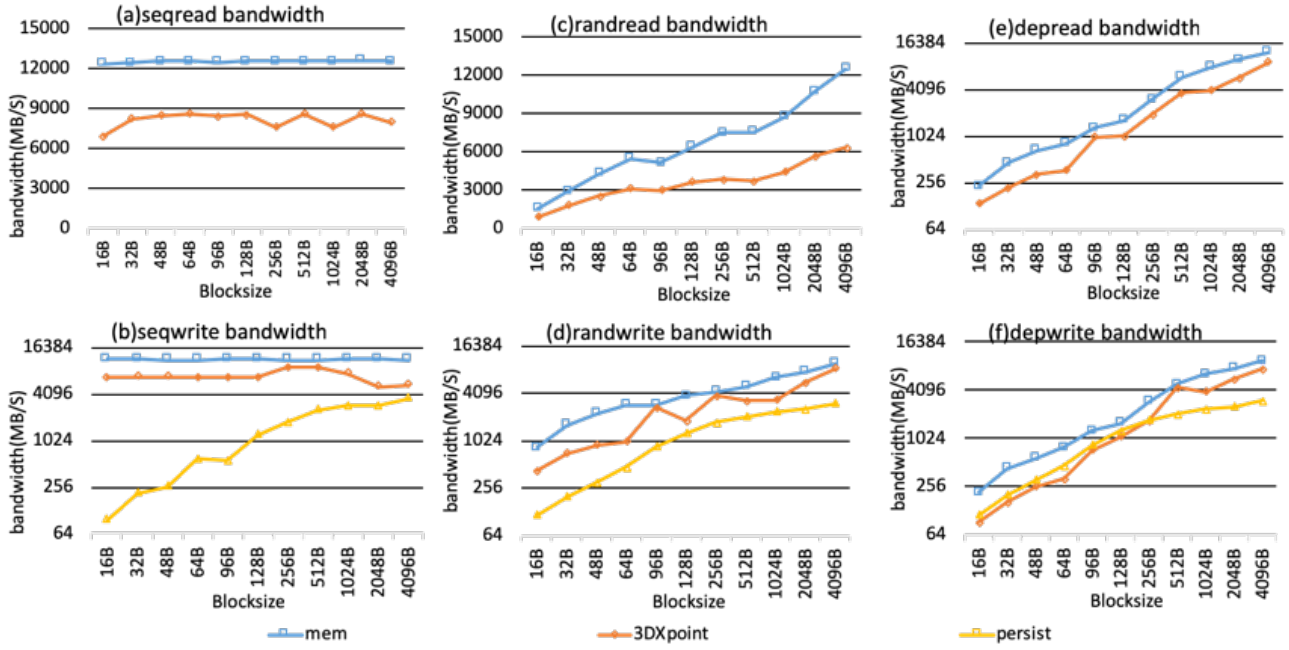 (a)seqread bandwidth
15000
12000
9000
6000
3000
0
bandwidth(MB/S)
16B 32B 48B 64B 96B 128B 256B 512B 1024B 2048B 4096B
Blocksize
(c)randread bandwidth
15000
12000
9000
6000
3000
0
bandwidth(MB/S)
16B 32B 48B 64B 96B 128B 256B 512B 1024B 2048B 4096B
Blocksize
(e)depread bandwidth
16384
4096
1024
256
64
bandwidth(MB/S)
16B 32B 48B 64B 96B 128B 256B 512B 1024B 2048B 4096B
Blocksize
(b)seqwrite bandwidth
16384
4096
1024
256
64
bandwidth(MB/S)
16B 32B 48B 64B 96B 128B 256B 512B 1024B 2048B 4096B
Blocksize
(d)randwrite bandwidth
16384
4096
1024
256
64
bandwidth(MB/S)
16B 32B 48B 64B 96B 128B 256B 512B 1024B 2048B 4096B
Blocksize
(f)depwrite bandwidth
16384
4096
1024
256
64
bandwidth(MB/S)
16B 32B 48B 64B 96B 128B 256B 512B 1024B 2048B 4096B
Blocksize
mem 3DXpoint persist